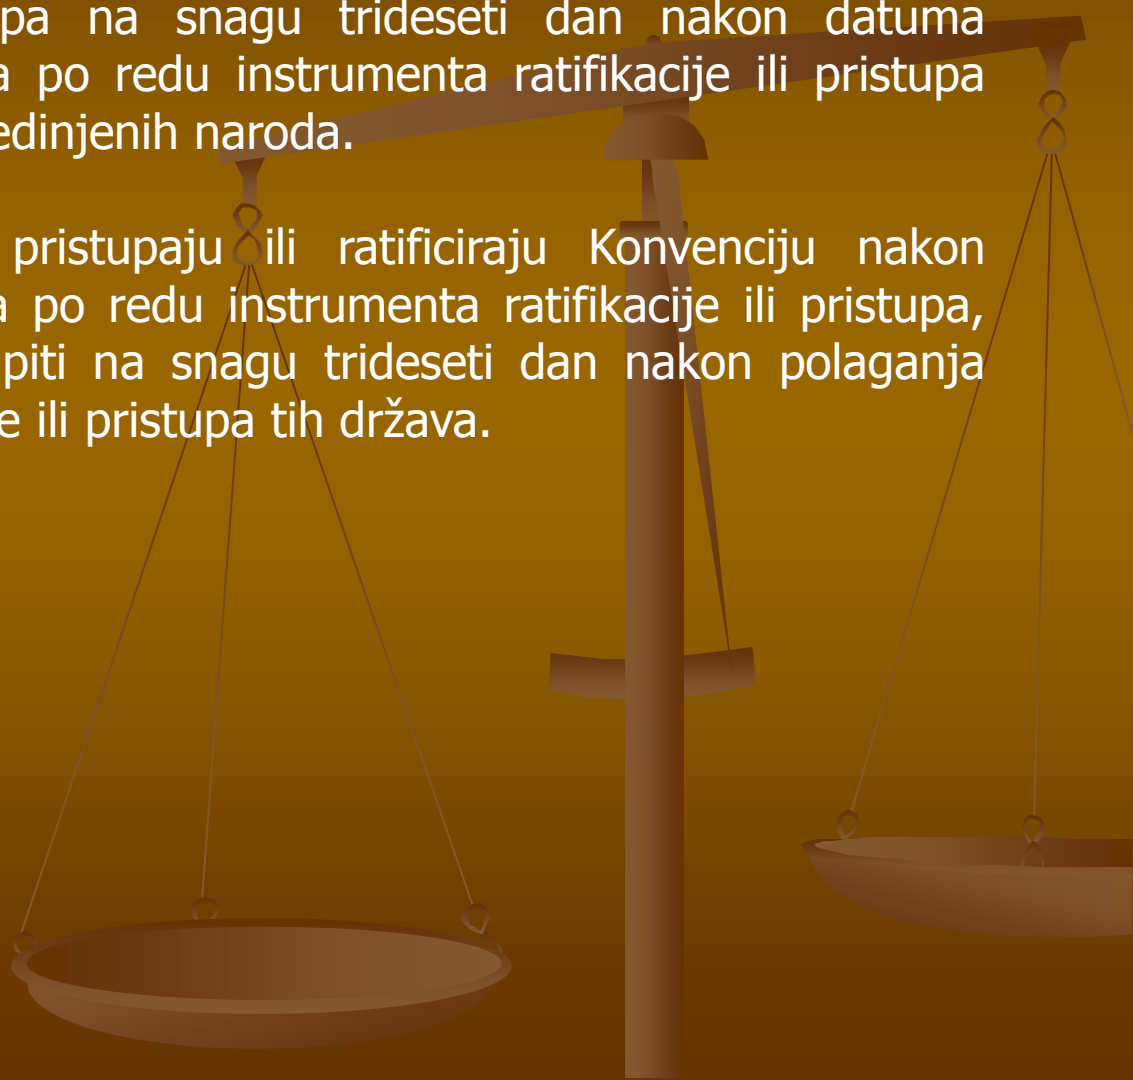 pa na snagu trideseti dan nakon datuma
a po redu instrumenta ratifikacije ili pristupa
edinjenih naroda.
pristupaju ili ratificiraju Konvenciju nakon
a po redu instrumenta ratifikacije ili pristupa,
piti na snagu trideseti dan nakon polaganja
e ili pristupa tih država.